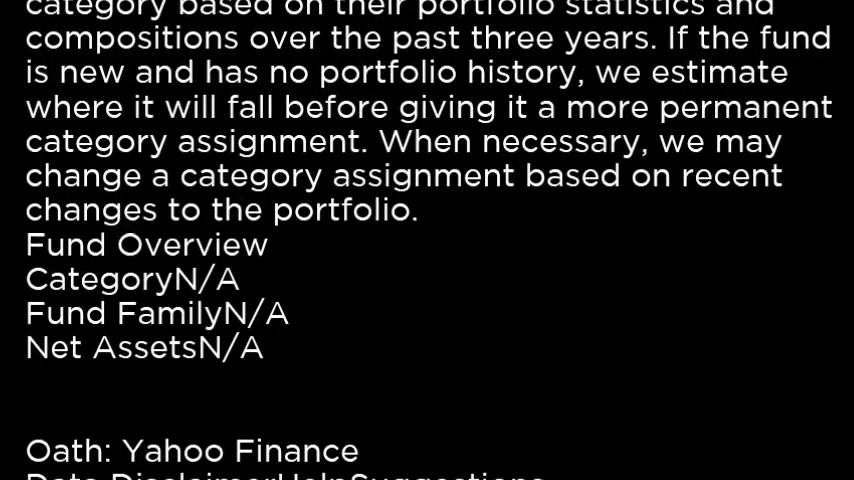 category based on their portfolio statistics and
compositions over the past three years. If the fund
is new and has no portfolio history, we estimate
where it will fall before giving it a more permanent
category assignment. When necessary, we may
change a category assignment based on recent
changes to the portfolio.
Fund Overview
CategoryN/A
Fund FamilyN/A
Net AssetsN/A
Oath: Yahoo Finance
Data DisclaimerHelpSuggestions